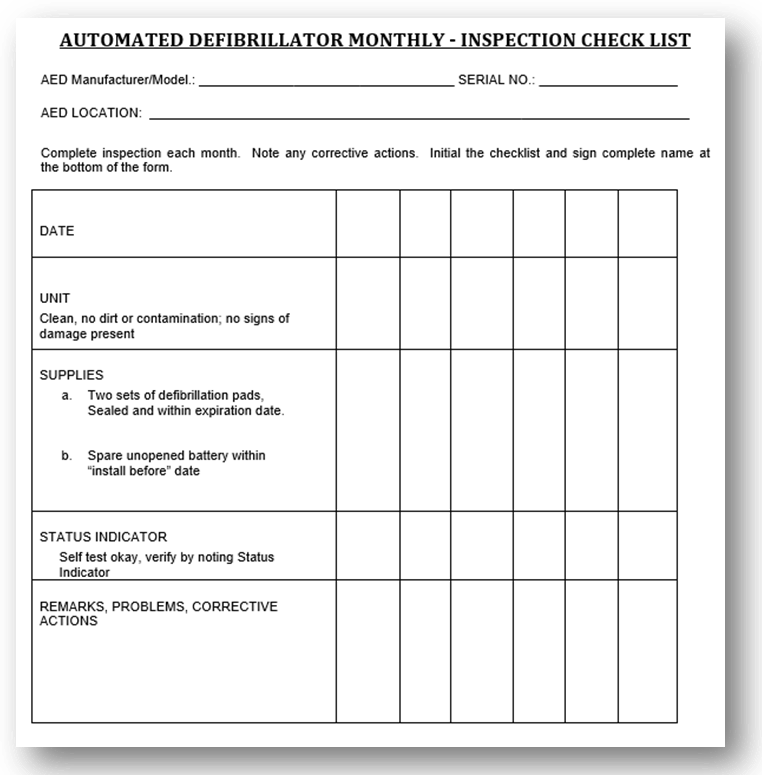 AUTOMATED DEFIBRILLATOR MONTHLY - INSPECTION CHECK LIST
AED Manufacturer/Model.: ________________ SERIAL NO.: ________________
AED LOCATION: ________________
Complete inspection each month. Note any corrective actions. Initial the checklist and sign complete name at
the bottom of the form.
DATE
UNIT
Clean, no dirt or contamination; no signs of
damage present
SUPPLIES
a. Two sets of defibrillation pads,
Sealed and within expiration date.
b. Spare unopened battery within
“install before” date
STATUS INDICATOR
Self test okay, verify by noting Status
Indicator
REMARKS, PROBLEMS, CORRECTIVE
ACTIONS